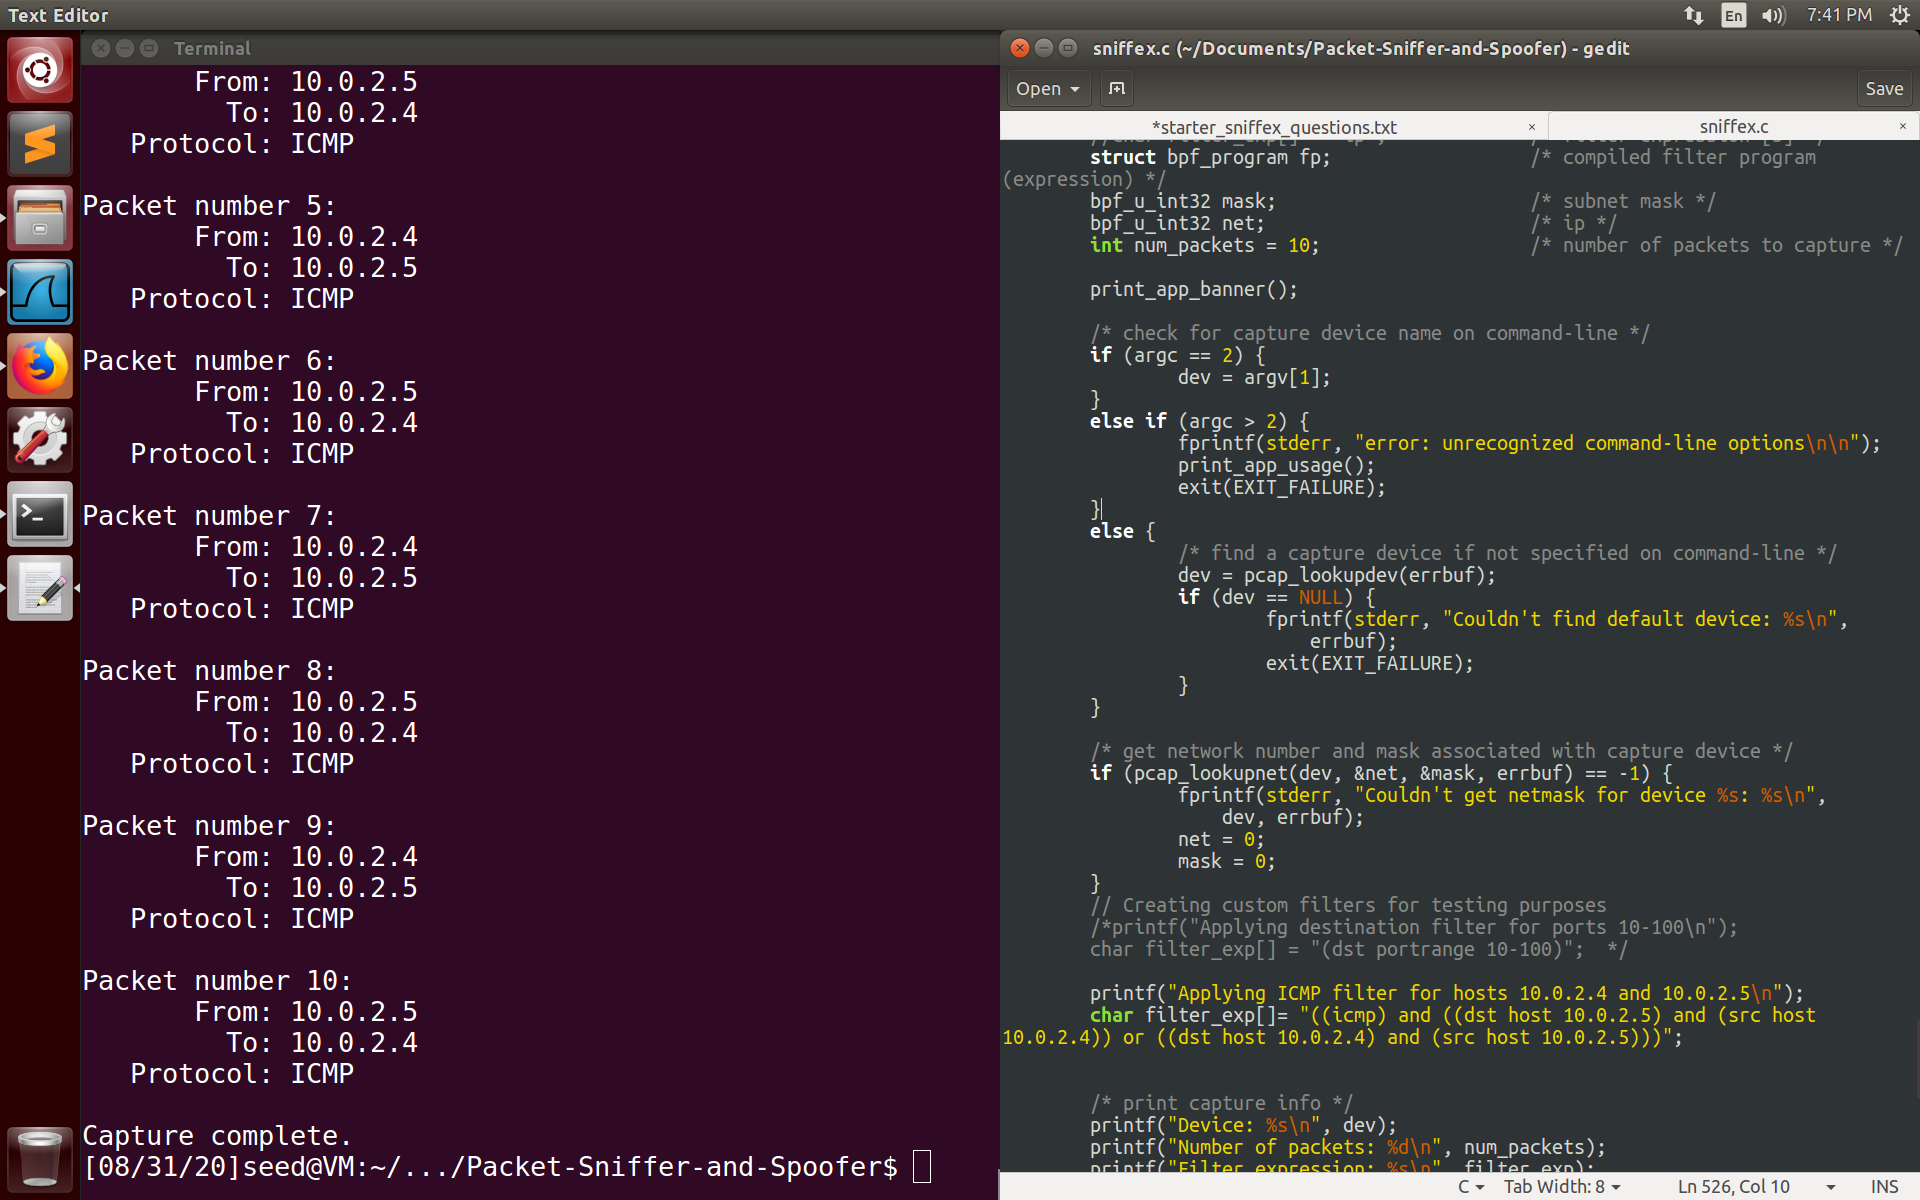 Text Editor
En
7:41 PM
Terminal
From: 10.0.2.5
To: 10.0.2.4
Protocol: ICMP
Packet number 5:
From: 10.0.2.4
To: 10.0.2.5
Protocol: ICMP
Packet number 6:
From: 10.0.2.5
To: 10.0.2.4
Protocol: ICMP
Packet number 7:
From: 10.0.2.4
To: 10.0.2.5
Protocol: ICMP
Packet number 8:
From: 10.0.2.5
To: 10.0.2.4
Protocol: ICMP
Packet number 9:
From: 10.0.2.4
To: 10.0.2.5
Protocol: ICMP
Packet number 10:
From: 10.0.2.5
To: 10.0.2.4
Protocol: ICMP
Capture complete.
[08/31/20]seed@VM:~/.../Packet-Sniffer-and-Spoofer$
sniffex.c (~/Documents/Packet-Sniffer-and-Spoofer) - gedit
Open
Save
*starter_sniffex_questions.txt ×
sniffex.c ×
struct bpf_program fp; /* compiled filter program
(expression) */
bpf_u_int32 mask; /* subnet mask */
bpf_u_int32 net; /* ip */
int num_packets = 10; /* number of packets to capture */
print_app_banner();
/* check for capture device name on command-line */
if (argc == 2) {
dev = argv[1];
}
else if (argc > 2) {
fprintf(stderr, "error: unrecognized command-line options\n\n");
print_app_usage();
exit(EXIT_FAILURE);
}
else {
/* find a capture device if not specified on command-line */
dev = pcap_lookupdev(errbuf);
if (dev == NULL) {
fprintf(stderr, "Couldn't find default device: %s\n",
errbuf);
exit(EXIT_FAILURE);
}
}
/* get network number and mask associated with capture device */
if (pcap_lookupnet(dev, &net, &mask, errbuf) == -1) {
fprintf(stderr, "Couldn't get netmask for device %s: %s\n",
dev, errbuf);
net = 0;
mask = 0;
}
// Creating custom filters for testing purposes
/*printf("Applying destination filter for ports 10-100\n");
char filter_exp[] = "(dst portrange 10-100)"; */
printf("Applying ICMP filter for hosts 10.0.2.4 and 10.0.2.5\n");
char filter_exp[]= "((icmp) and ((dst host 10.0.2.5) and (src host
10.0.2.4)) or ((dst host 10.0.2.4) and (src host 10.0.2.5)))";
/* print capture info */
printf("Device: %s\n", dev);
printf("Number of packets: %d\n", num_packets);
printf("Filter expression: %s\n", filter_exp);
C
Tab Width: 8
Ln 526, Col 10
INS